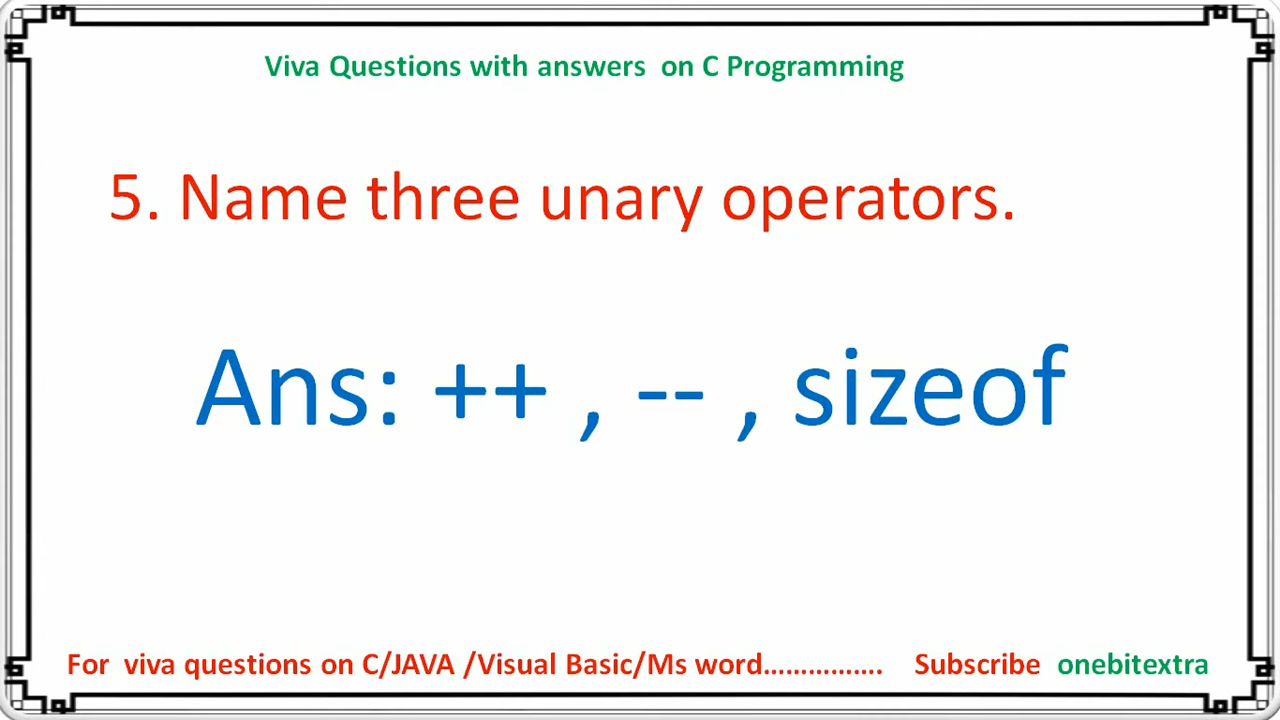 Viva Questions with answers on C Programming
5. Name three unary operators.
Ans: ++ , -- , sizeof
For viva questions on C/JAVA /Visual Basic/Ms word................ Subscribe onebitextra